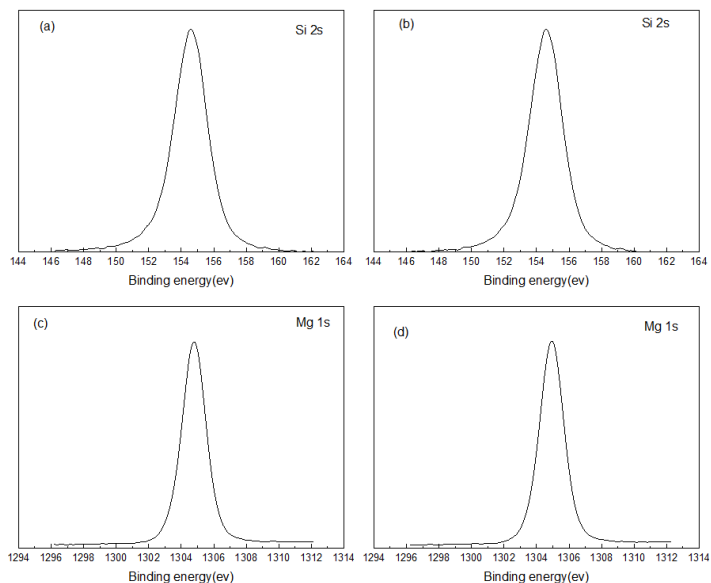 (a)
Si 2s
144 146 148 150 152 154 156 158 160 162 164
Binding energy(ev)
(b)
Si 2s
144 146 148 150 152 154 156 158 160 162 164
Binding energy(ev)
(c)
Mg 1s
1294 1296 1298 1300 1302 1304 1306 1308 1310 1312 1314
Binding energy(ev)
(d)
Mg 1s
1294 1296 1298 1300 1302 1304 1306 1308 1310 1312 1314
Binding energy(ev)